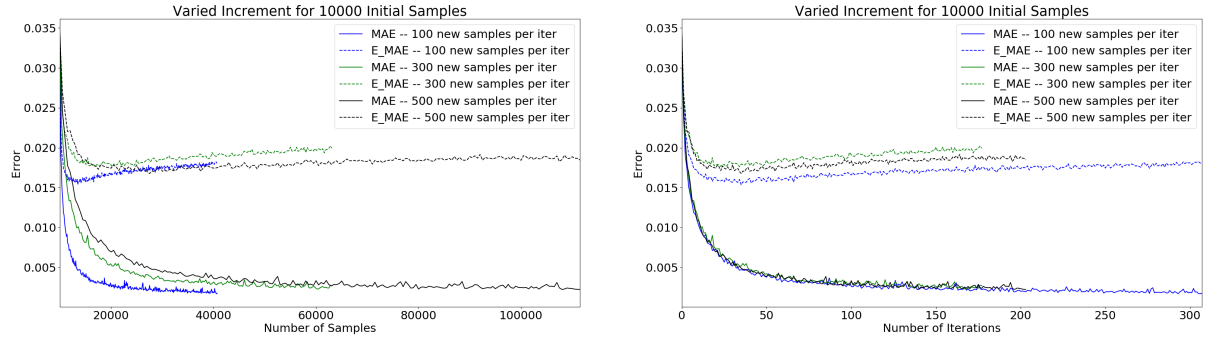 Varied Increment for 10000 Initial Samples
0.035
0.030
0.025
0.020
0.015
0.010
0.005
Error
MAE -- 100 new samples per iter
E_MAE -- 100 new samples per iter
MAE -- 300 new samples per iter
E_MAE -- 300 new samples per iter
MAE -- 500 new samples per iter
E_MAE -- 500 new samples per iter
20000 40000 60000 80000 100000
Number of Samples
Varied Increment for 10000 Initial Samples
0.035
0.030
0.025
0.020
0.015
0.010
0.005
Error
MAE -- 100 new samples per iter
E_MAE -- 100 new samples per iter
MAE -- 300 new samples per iter
E_MAE -- 300 new samples per iter
MAE -- 500 new samples per iter
E_MAE -- 500 new samples per iter
0 50 100 150 200 250 300
Number of Iterations